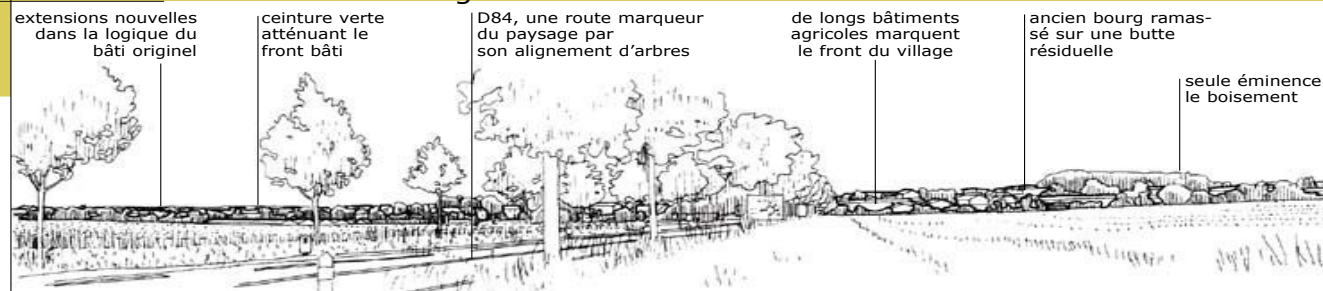 extensions nouvelles
dans la logique du
bâti originel
ceinture verte
atténuant le
front bâti
D84, une route marqueur
du paysage par
son alignement d’arbres
de longs bâtiments
agricoles marquent
le front du village
ancien bourg ramas-
sé sur une butte
résiduelle
seule éminence
le boisement